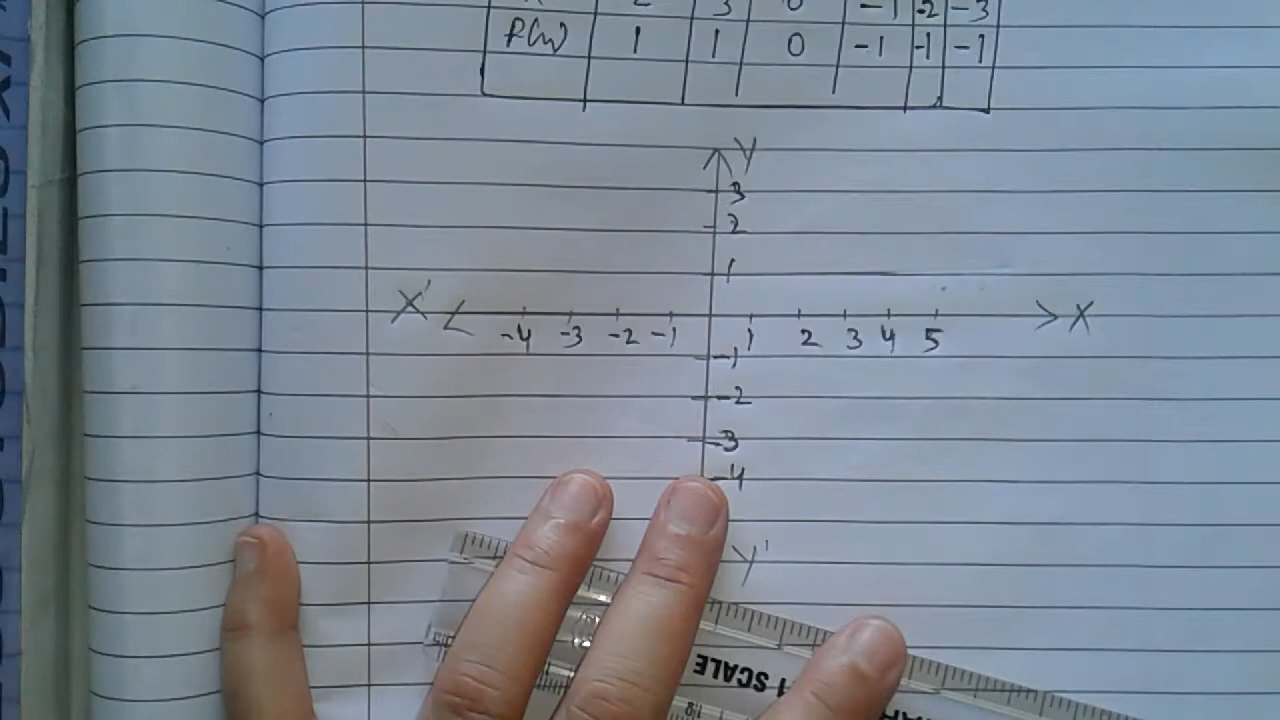 2 3 0 -1 -2 -3
1 1 0 -1 -1 -1
Y
3
2
1
X' X
-4 -3 -2 -1 1 2 3 4 5
-1
-2
-3
-4
Y'
SCALE